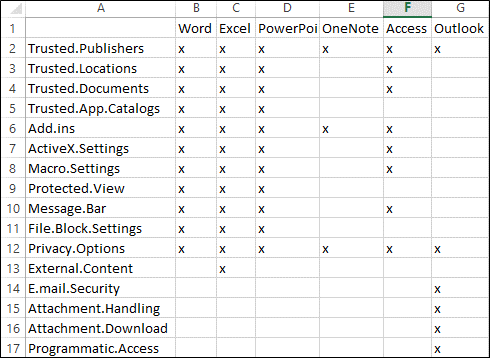 A B C D E F G
1 Word Excel PowerPoi OneNote Access Outlook
2 Trusted.Publishers x x x x x x
3 Trusted.Locations x x x x
4 Trusted.Documents x x x x
5 Trusted.App.Catalogs x x x
6 Add.ins x x x x x
7 ActiveX.Settings x x x x
8 Macro.Settings x x x x
9 Protected.View x x x
10 Message.Bar x x x x
11 File.Block.Settings x x x
12 Privacy.Options x x x x x x
13 External.Content x
14 E.mail.Security x
15 Attachment.Handling x
16 Attachment.Download x
17 Programmatic.Access x